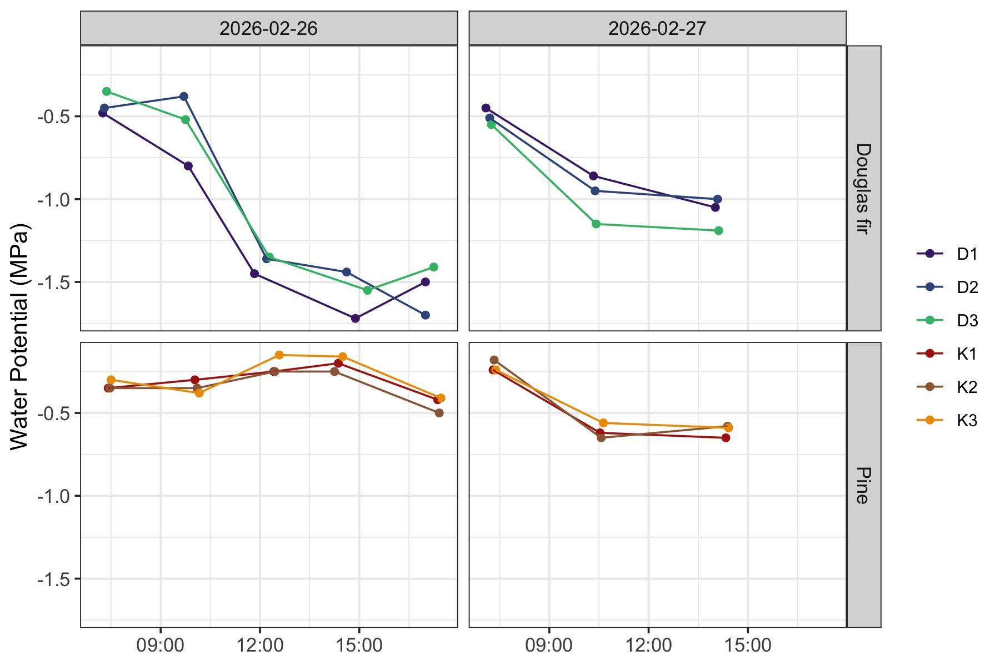 2026-02-26
2026-02-27
Water Potential (MPa)
-0.5
-1.0
-1.5
Douglas fir
-0.5
-1.0
-1.5
Pine
09:00
12:00
15:00
09:00
12:00
15:00
D1
D2
D3
K1
K2
K3